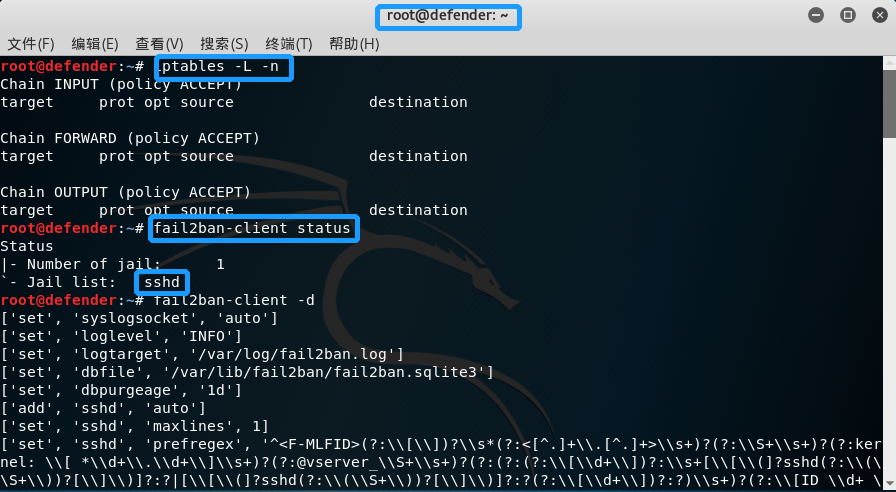 root@defender: ~
文件(F) 编辑(E) 查看(V) 搜索(S) 终端(T) 帮助(H)
root@defender:~# iptables -L -n
Chain INPUT (policy ACCEPT)
target     prot opt source               destination
Chain FORWARD (policy ACCEPT)
target     prot opt source               destination
Chain OUTPUT (policy ACCEPT)
target     prot opt source               destination
root@defender:~# fail2ban-client status
Status
|- Number of jail:      1
`- Jail list:   sshd
root@defender:~# fail2ban-client -d
['set', 'syslogsocket', 'auto']
['set', 'loglevel', 'INFO']
['set', 'logtarget', '/var/log/fail2ban.log']
['set', 'dbfile', '/var/lib/fail2ban/fail2ban.sqlite3']
['set', 'dbpurgeage', '1d']
['add', 'sshd', 'auto']
['set', 'sshd', 'maxlines', 1]
['set', 'sshd', 'prefregex', '^<F-MLFID>(?:\\[\\])?\\s*(?:<[^.]+\\.[^.]+>\\s+)?(?:\\S+\\s+)?(?:ker
nel: \\[ *\\d+\\.\\d+\\]\\s+)?(?:@vserver_\\S+\\s+)?(?:(?:(?:\\[\\d+\\])?:\\s+[\\[\\(]?sshd(?:\\(\
\S+\\))?[\\]\\)]?:?|[\\[\\(]?sshd(?:\\(\\S+\\))?[\\]\\)]?:?(?:\\[\\d+\\])?:?)\\s+)?(?:\\[ID \\d+ \